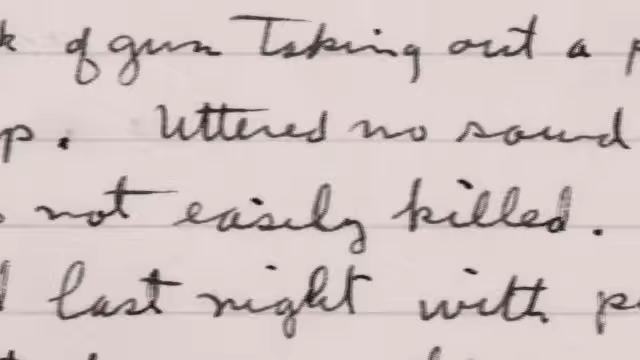 of gun Taking out a
p. Uttered no sound
not easily killed.
last night with